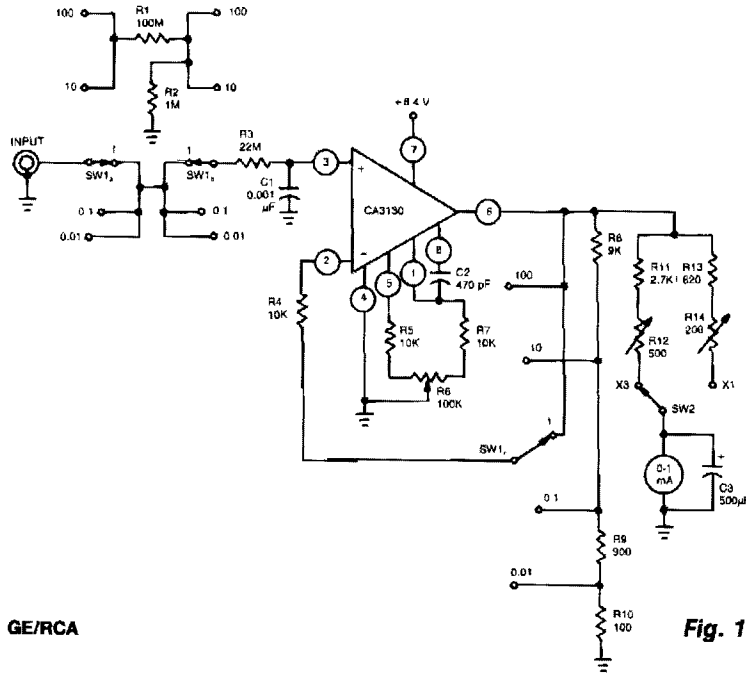 100
R1
100M
100
10
R2
1M
10
INPUT
1
SW1
1
SW1
0.1
0.01
0.1
0.01
R3
22M
C1
0.001
µF
3
+
CA3130
+8.4 V
7
6
2
−
4
5
1
8
C2
470 pF
R4
10K
R5
10K
R7
10K
R6
100K
100
10
SW1
1
0.1
0.01
R8
9K
R9
900
R10
100
R11
2.7K
R13
620
R12
500
R14
200
X3
X1
SW2
0-1
mA
+
C3
500µF
GE/RCA
Fig. 1